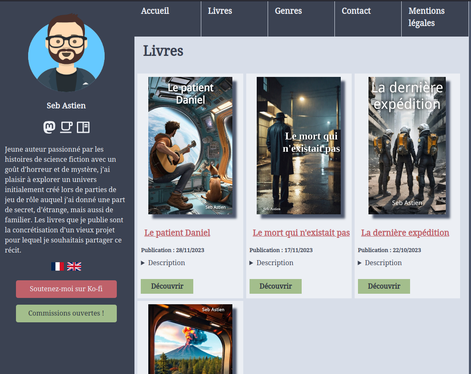 Accueil
Livres
Genres
Contact
Mentions
légales
Seb Astien
Jeune auteur passionné par les
histoires de science fiction avec un
goût d'horreur et de mystère, j'ai
plaisir à explorer un univers
initialement créé lors de parties de
jeu de rôle auquel j'ai donné une part
de secret, d'étrange, mais aussi de
familier. Les livres que je publie sont
la concrétisation d'un vieux projet
pour lequel je souhaitais partager ce
récit.
Soutenez-moi sur Ko-fi
Commissions ouvertes !
Livres
Le patient
Daniel
Seb Astien
Le patient Daniel
Publication : 28/11/2023
Description
Découvrir
Le mort qui
n'existait pas
Seb Astien
Le mort qui n'existait pas
Publication : 17/11/2023
Description
Découvrir
La dernière
expédition
Seb Astien
La dernière expédition
Publication : 22/10/2023
Description
Découvrir
Seb Astien